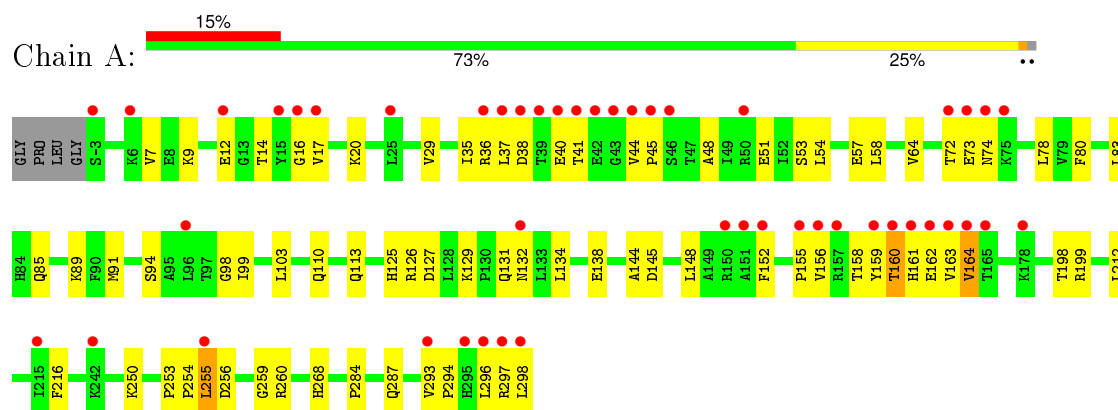 15%
Chain A:
73% 25% ••
GLY PRO LEU GLY S-3 K6 V7 E8 K9 E12 G13 T14 Y15 G16 V17 K20 L25 V29 I35 R36 L37 D38 T39 E40 T41 E42 G43 V44 P45 S46 T47 A48 I49 R50 E51 I52 S53 L54 E57 L58 V64 T72 E73 N74 K75 L78 V79 F80 L83
H84 Q85 K89 F90 M91 S94 A95 L96 T97 G98 I99 L103 Q110 Q113 H125 R126 D127 L128 K129 P130 Q131 N132 L133 L134 E138 A144 D145 L148 A149 R150 A151 F152 P155 V156 R157 T158 Y159 T160 H161 E162 V163 V164 T165 K178 T198 R199 L212
I215 F216 K242 K250 P253 P254 L255 D256 G259 R260 H268 P284 Q287 V293 P294 H295 L296 R297 L298